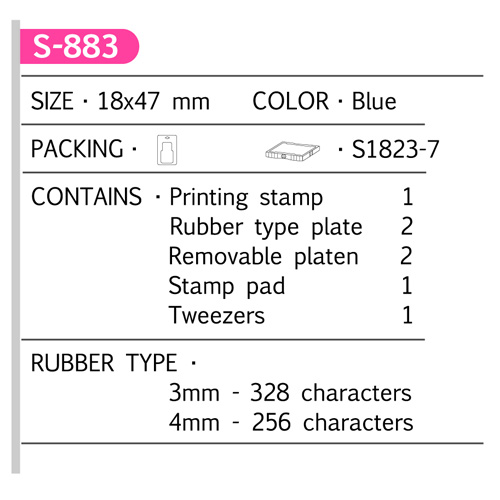 S-883
SIZE · 18x47 mm COLOR · Blue
PACKING · · S1823-7
CONTAINS · Printing stamp 1
Rubber type plate 2
Removable platen 2
Stamp pad 1
Tweezers 1
RUBBER TYPE ·
3mm - 328 characters
4mm - 256 characters